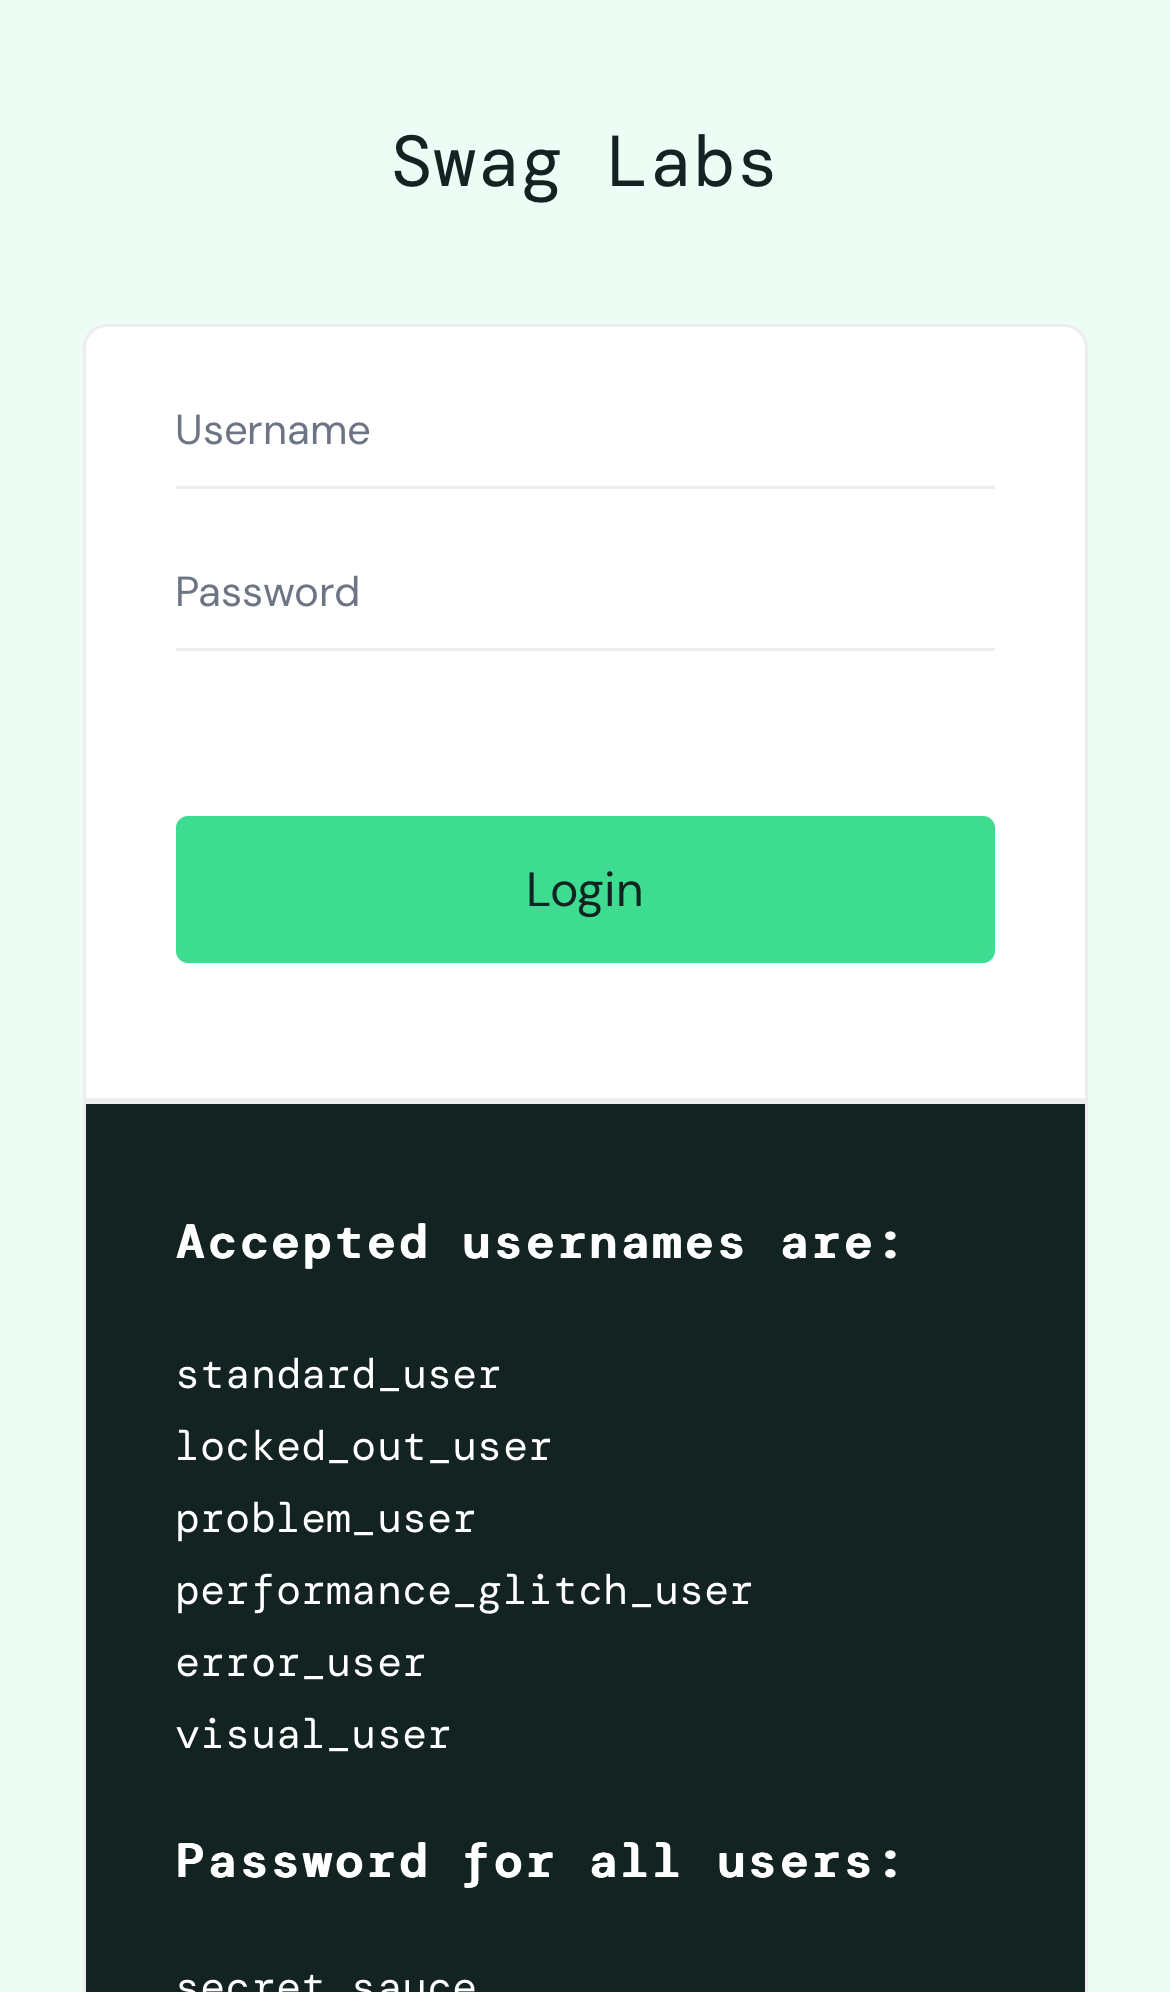 Swag Labs
Username
Password
Login
Accepted usernames are:
standard_user
locked_out_user
problem_user
performance_glitch_user
error_user
visual_user
Password for all users:
secret_sauce